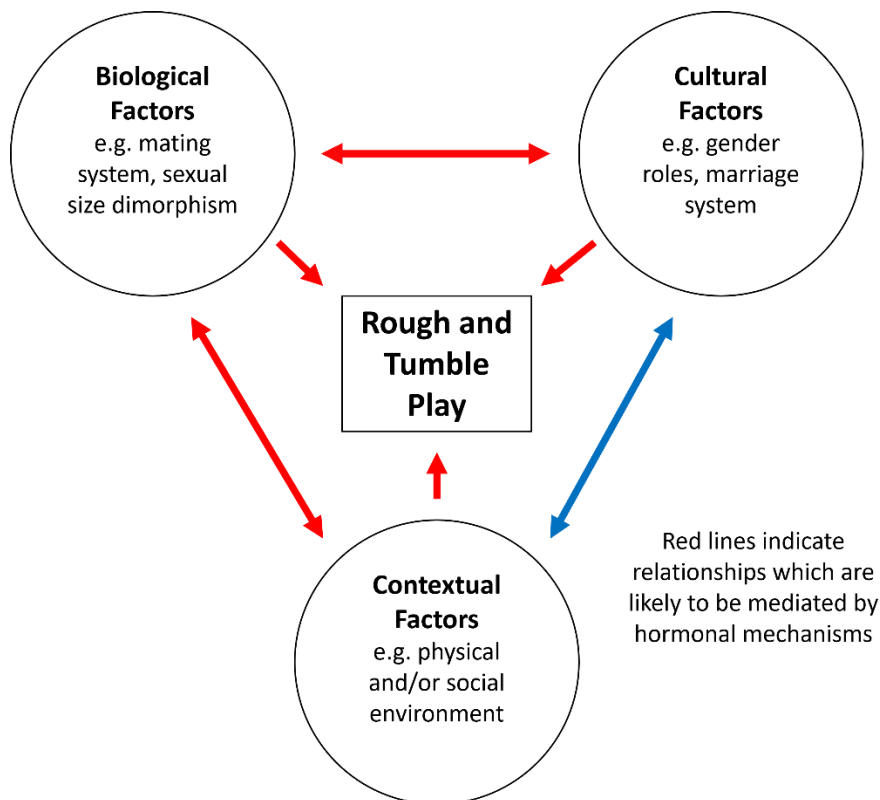 Biological
Factors
e.g. mating
system, sexual
size dimorphism
Cultural
Factors
e.g. gender
roles, marriage
system
Rough and
Tumble
Play
Contextual
Factors
e.g. physical
and/or social
environment
Red lines indicate
relationships which are
likely to be mediated by
hormonal mechanisms